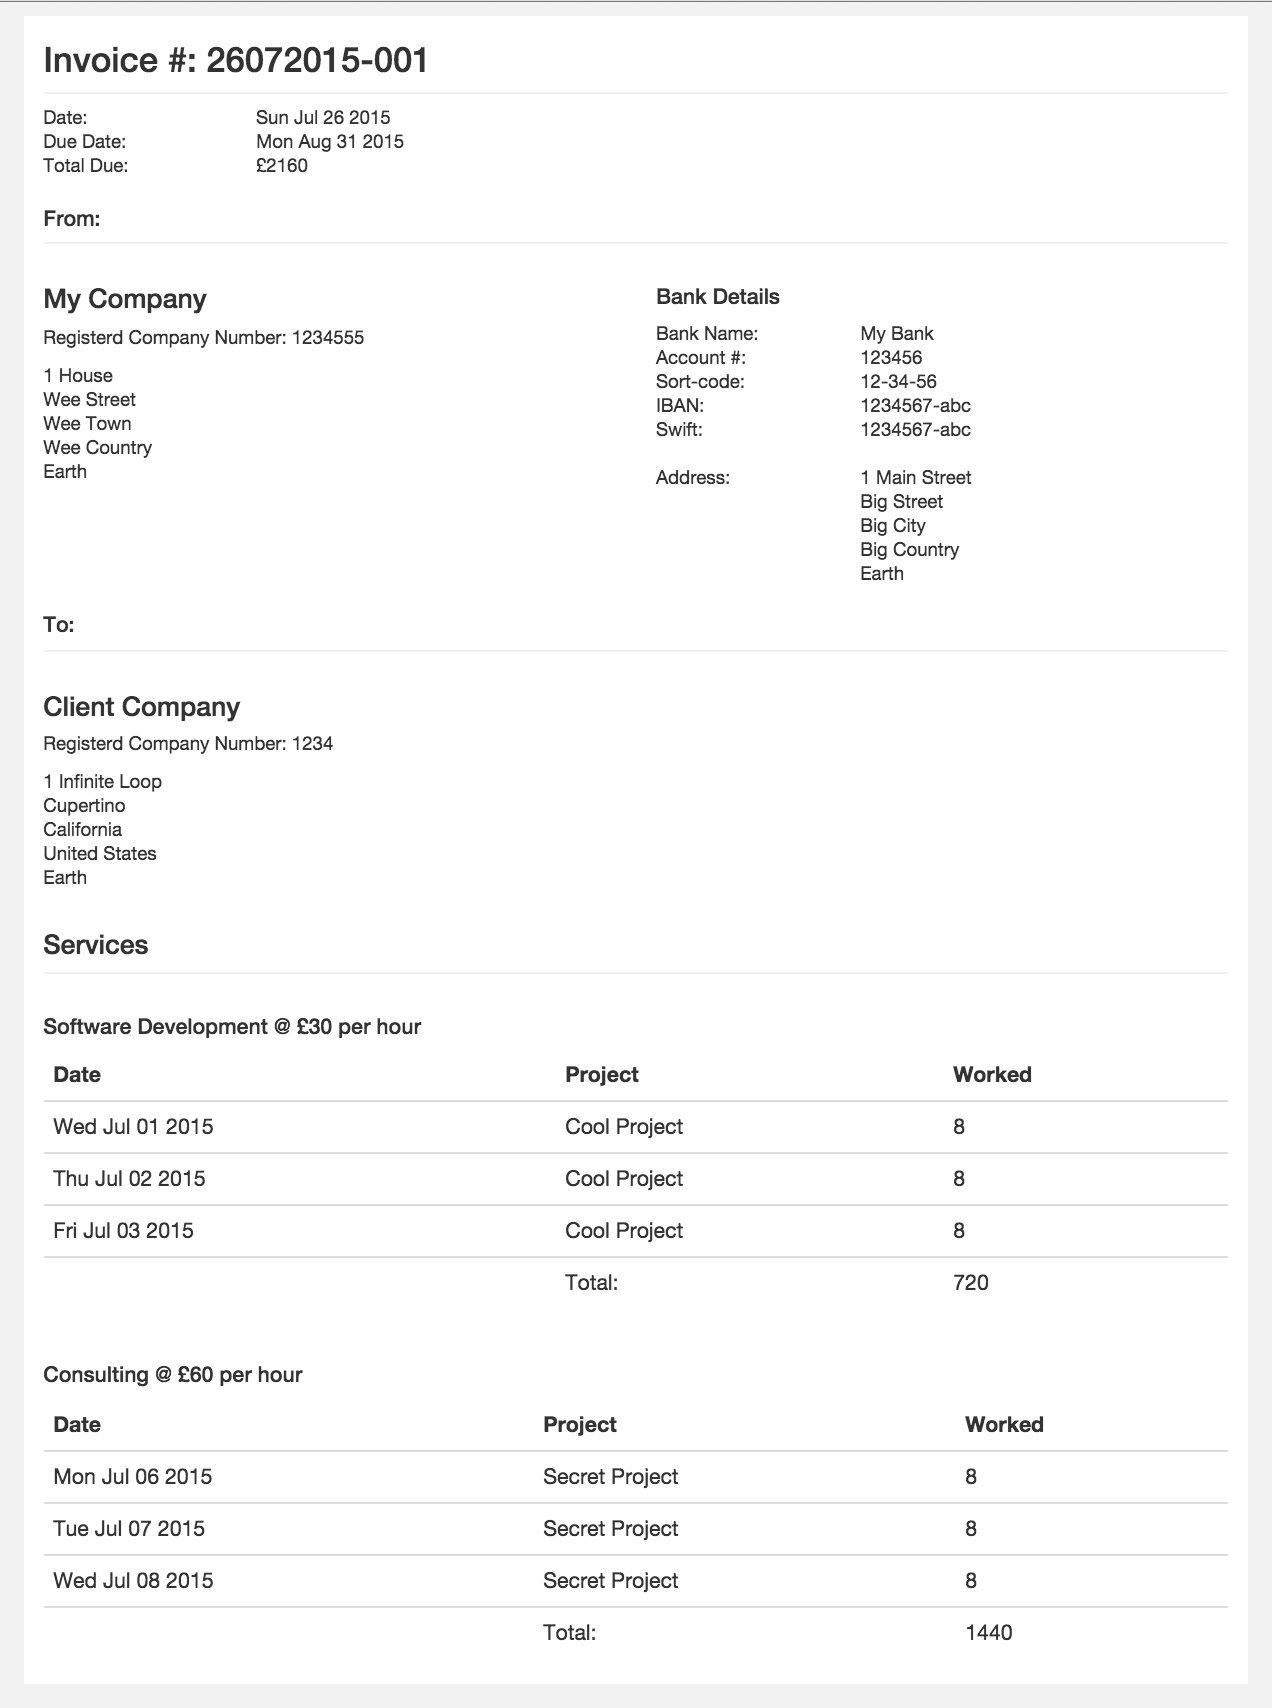 Invoice #: 26072015-001
Date: Sun Jul 26 2015
Due Date: Mon Aug 31 2015
Total Due: £2160
From:
My Company
Registerd Company Number: 1234555
1 House
Wee Street
Wee Town
Wee Country
Earth
Bank Details
Bank Name: My Bank
Account #: 123456
Sort-code: 12-34-56
IBAN: 1234567-abc
Swift: 1234567-abc
Address: 1 Main Street
Big Street
Big City
Big Country
Earth
To:
Client Company
Registerd Company Number: 1234
1 Infinite Loop
Cupertino
California
United States
Earth
Services
Software Development @ £30 per hour
Date Project Worked
Wed Jul 01 2015 Cool Project 8
Thu Jul 02 2015 Cool Project 8
Fri Jul 03 2015 Cool Project 8
Total: 720
Consulting @ £60 per hour
Date Project Worked
Mon Jul 06 2015 Secret Project 8
Tue Jul 07 2015 Secret Project 8
Wed Jul 08 2015 Secret Project 8
Total: 1440